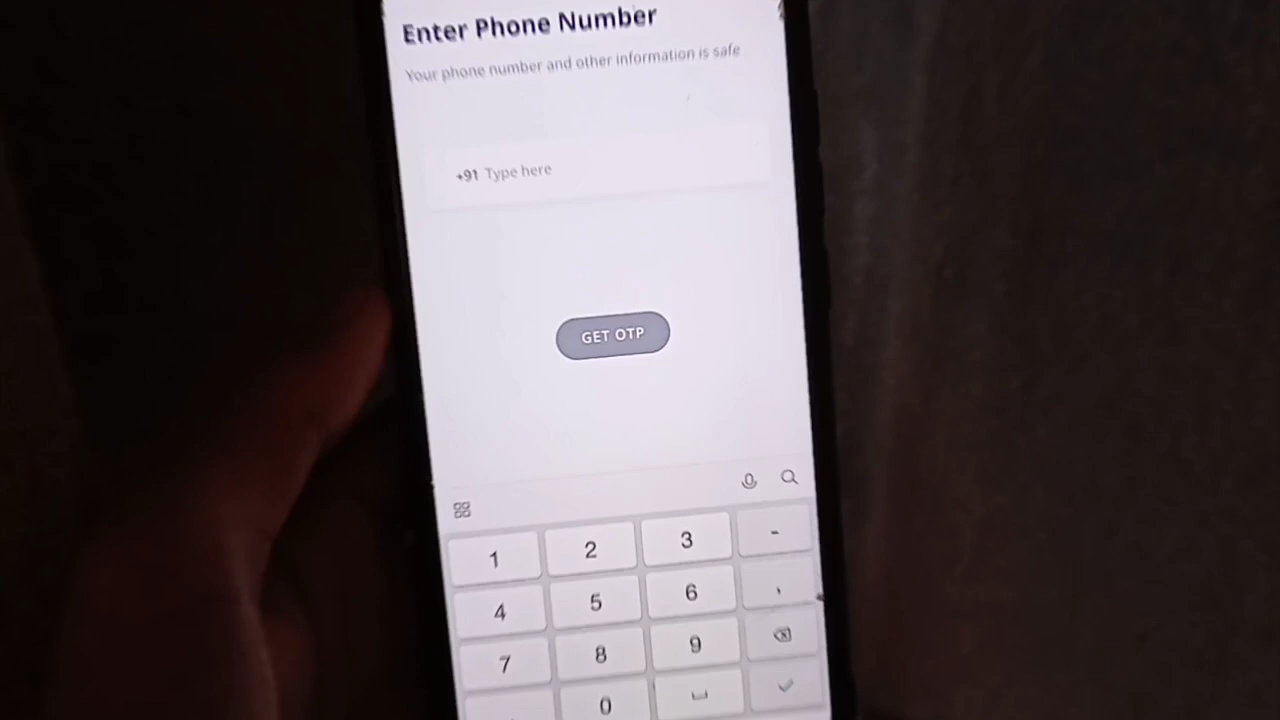 Enter Phone Number
Your phone number and other information is safe
+91 Type here
GET OTP
1 2 3 -
4 5 6 ,
7 8 9
0